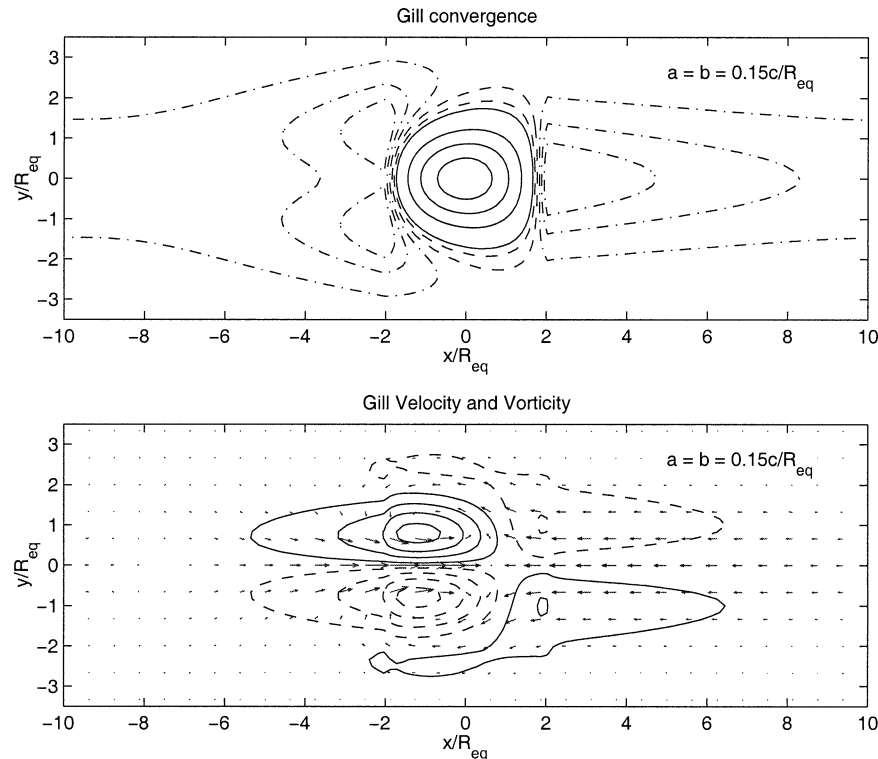 Gill convergence
a = b = 0.15c/R_eq
3
2
1
0
−1
−2
−3
y/R_eq
−10 −8 −6 −4 −2 0 2 4 6 8 10
x/R_eq
Gill Velocity and Vorticity
a = b = 0.15c/R_eq
3
2
1
0
−1
−2
−3
y/R_eq
−10 −8 −6 −4 −2 0 2 4 6 8 10
x/R_eq